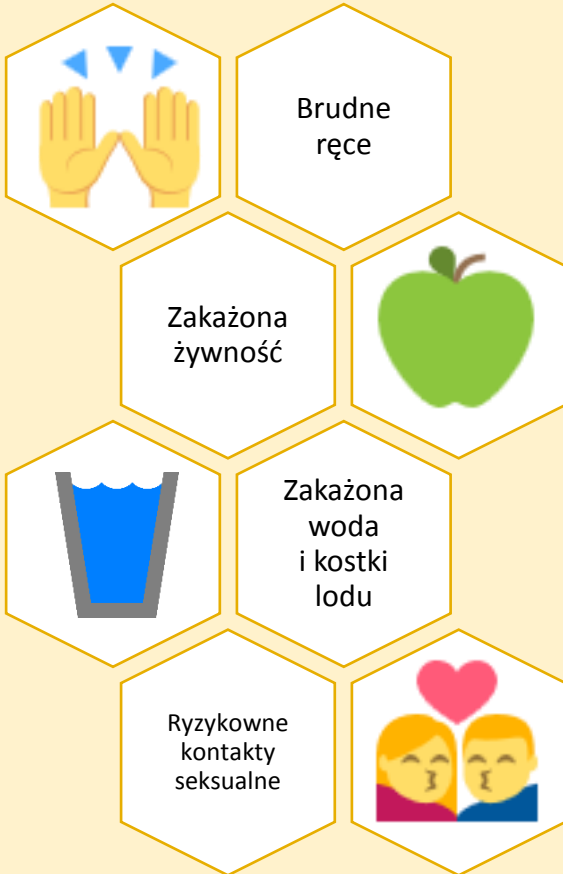 Brudne
ręce
Zakażona
żywność
Zakażona
woda
i kostki
lodu
Ryzykowne
kontakty
seksualne